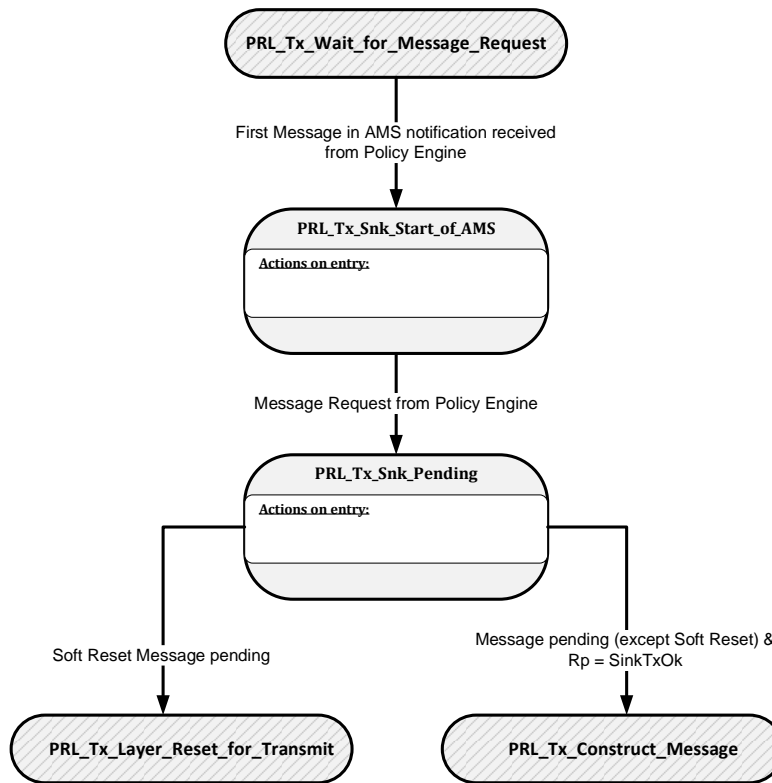 PRL_Tx_Wait_for_Message_Request
First Message in AMS notification received
from Policy Engine
PRL_Tx_Snk_Start_of_AMS
Actions on entry:
Message Request from Policy Engine
PRL_Tx_Snk_Pending
Actions on entry:
Soft Reset Message pending
Message pending (except Soft Reset) &
Rp = SinkTxOk
PRL_Tx_Layer_Reset_for_Transmit
PRL_Tx_Construct_Message